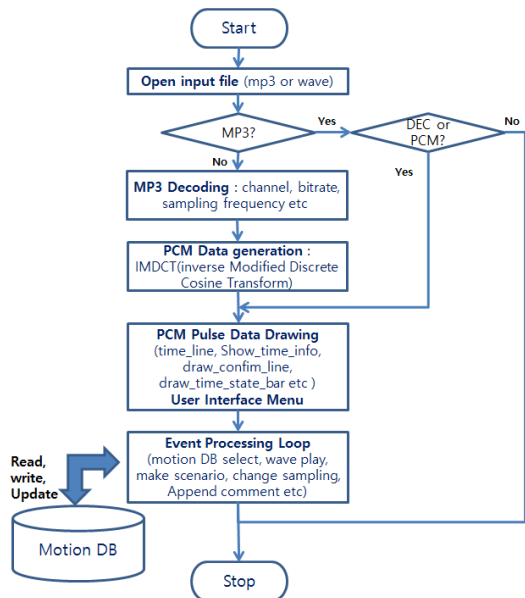 Start
Open input file (mp3 or wave)
MP3?
Yes
DEC or
PCM?
No
No
Yes
MP3 Decoding : channel, bitrate,
sampling frequency etc
PCM Data generation :
IMDCT(inverse Modified Discrete
Cosine Transform)
PCM Pulse Data Drawing
(time_line, Show_time_info,
draw_confim_line,
draw_time_state_bar etc )
User Interface Menu
Event Processing Loop
(motion DB select, wave play,
make scenario, change sampling,
Append comment etc)
Read,
write,
Update
Motion DB
Stop